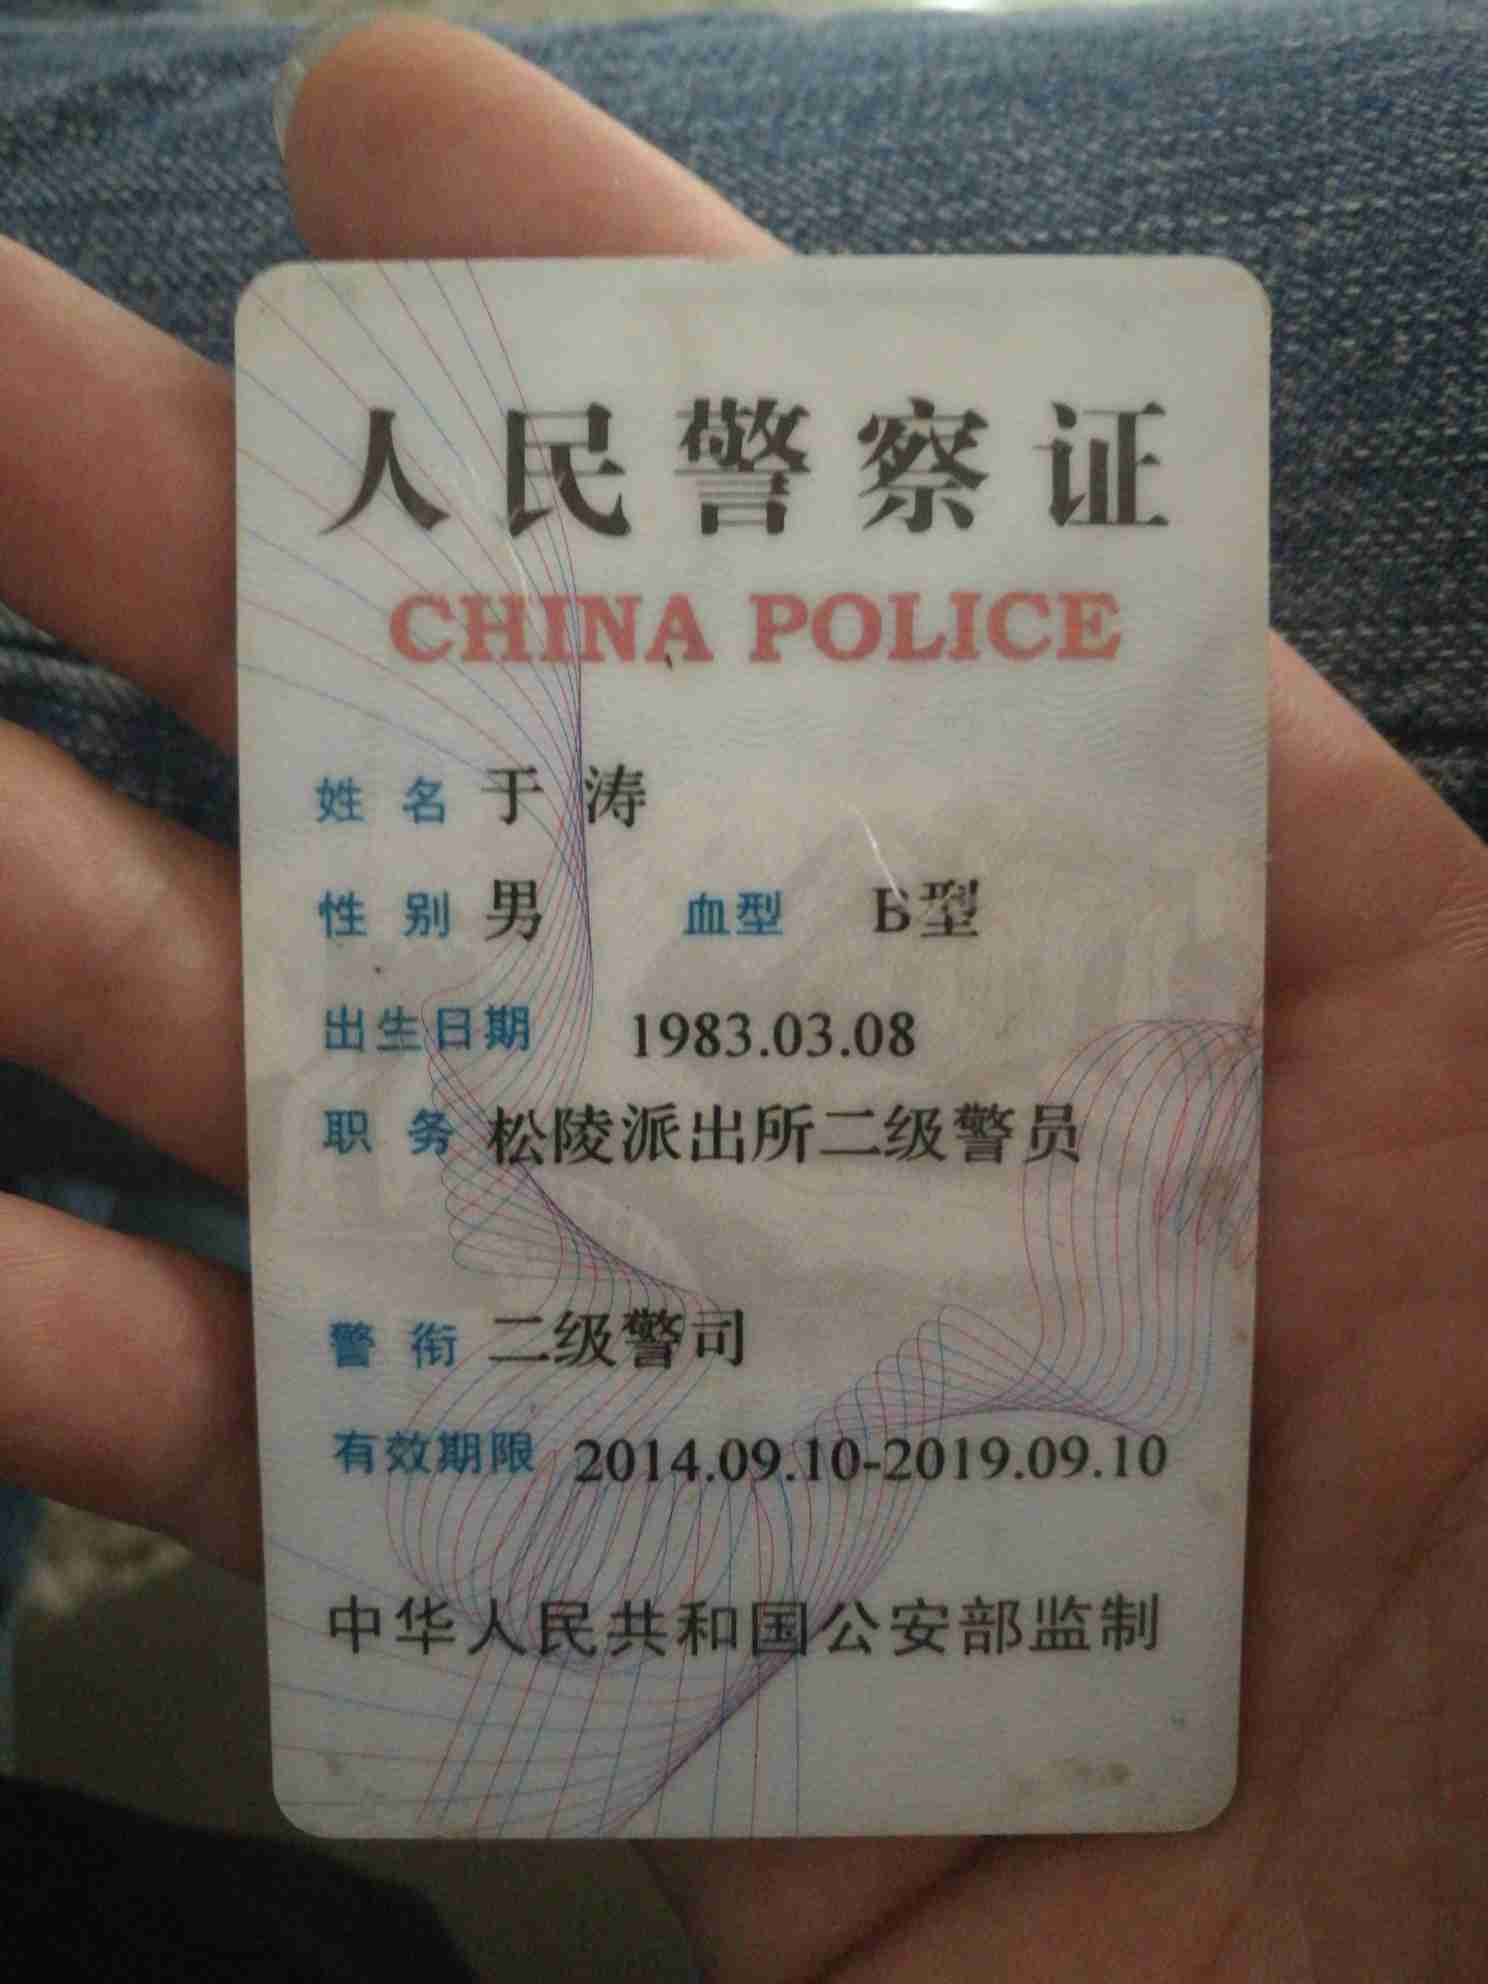 人民警察证
CHINA POLICE
姓名 于涛
性别 男 血型 B型
出生日期 1983.03.08
职务 松陵派出所二级警员
警衔 二级警司
有效期限 2014.09.10-2019.09.10
中华人民共和国公安部监制